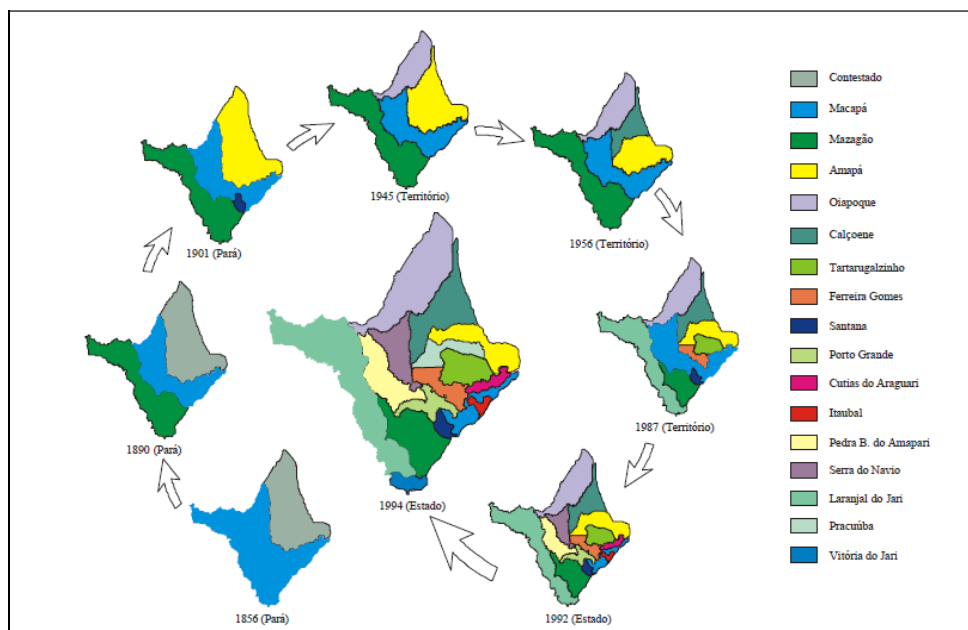 1945 (Território)
1901 (Pará)
1956 (Território)
1890 (Pará)
1987 (Território)
1994 (Estado)
1856 (Pará)
1992 (Estado)
Contestado
Macapá
Mazagão
Amapá
Oiapoque
Calçoene
Tartarugalzinho
Ferreira Gomes
Santana
Porto Grande
Cutias do Araguari
Itaubal
Pedra B. do Amapari
Serra do Navio
Laranjal do Jari
Pracuúba
Vitória do Jari